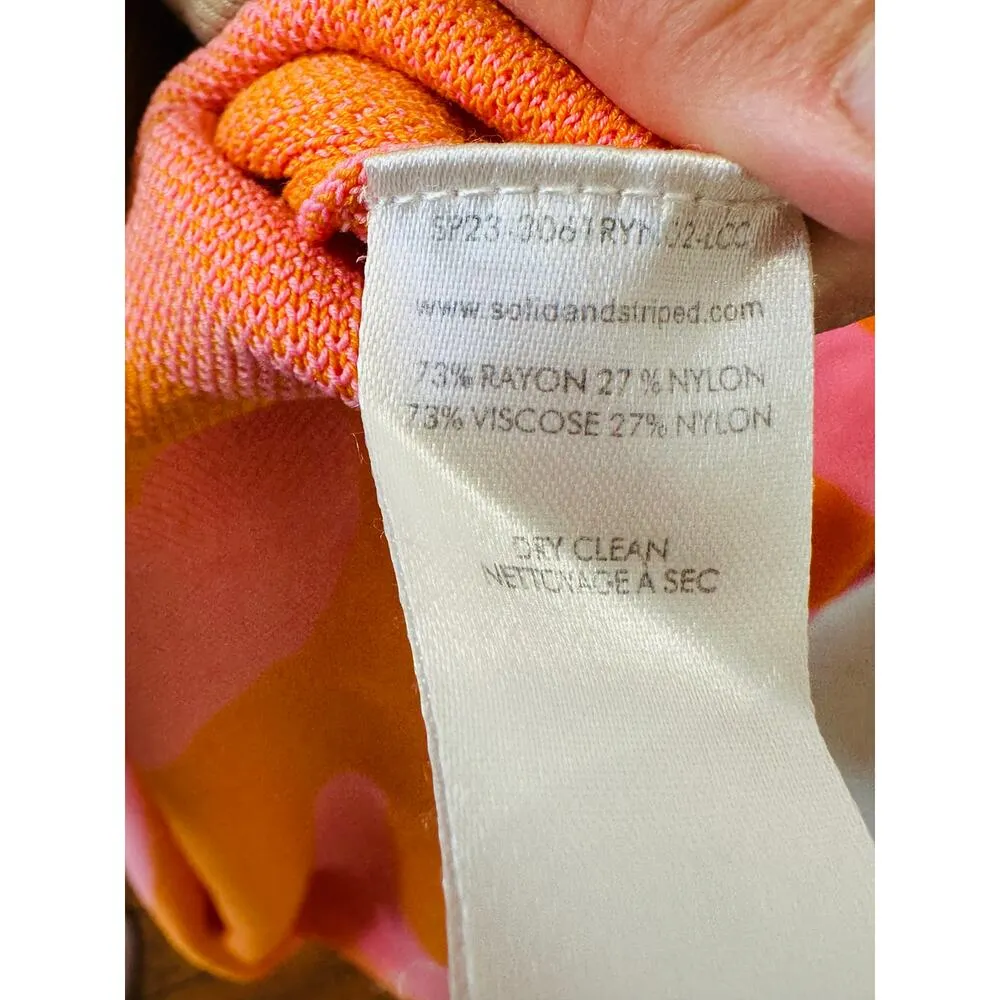 www.solidandstriped.com
73% RAYON 27 % NYLON
73% VISCOSE 27% NYLON
DRY CLEAN
NETTOYAGE À SEC